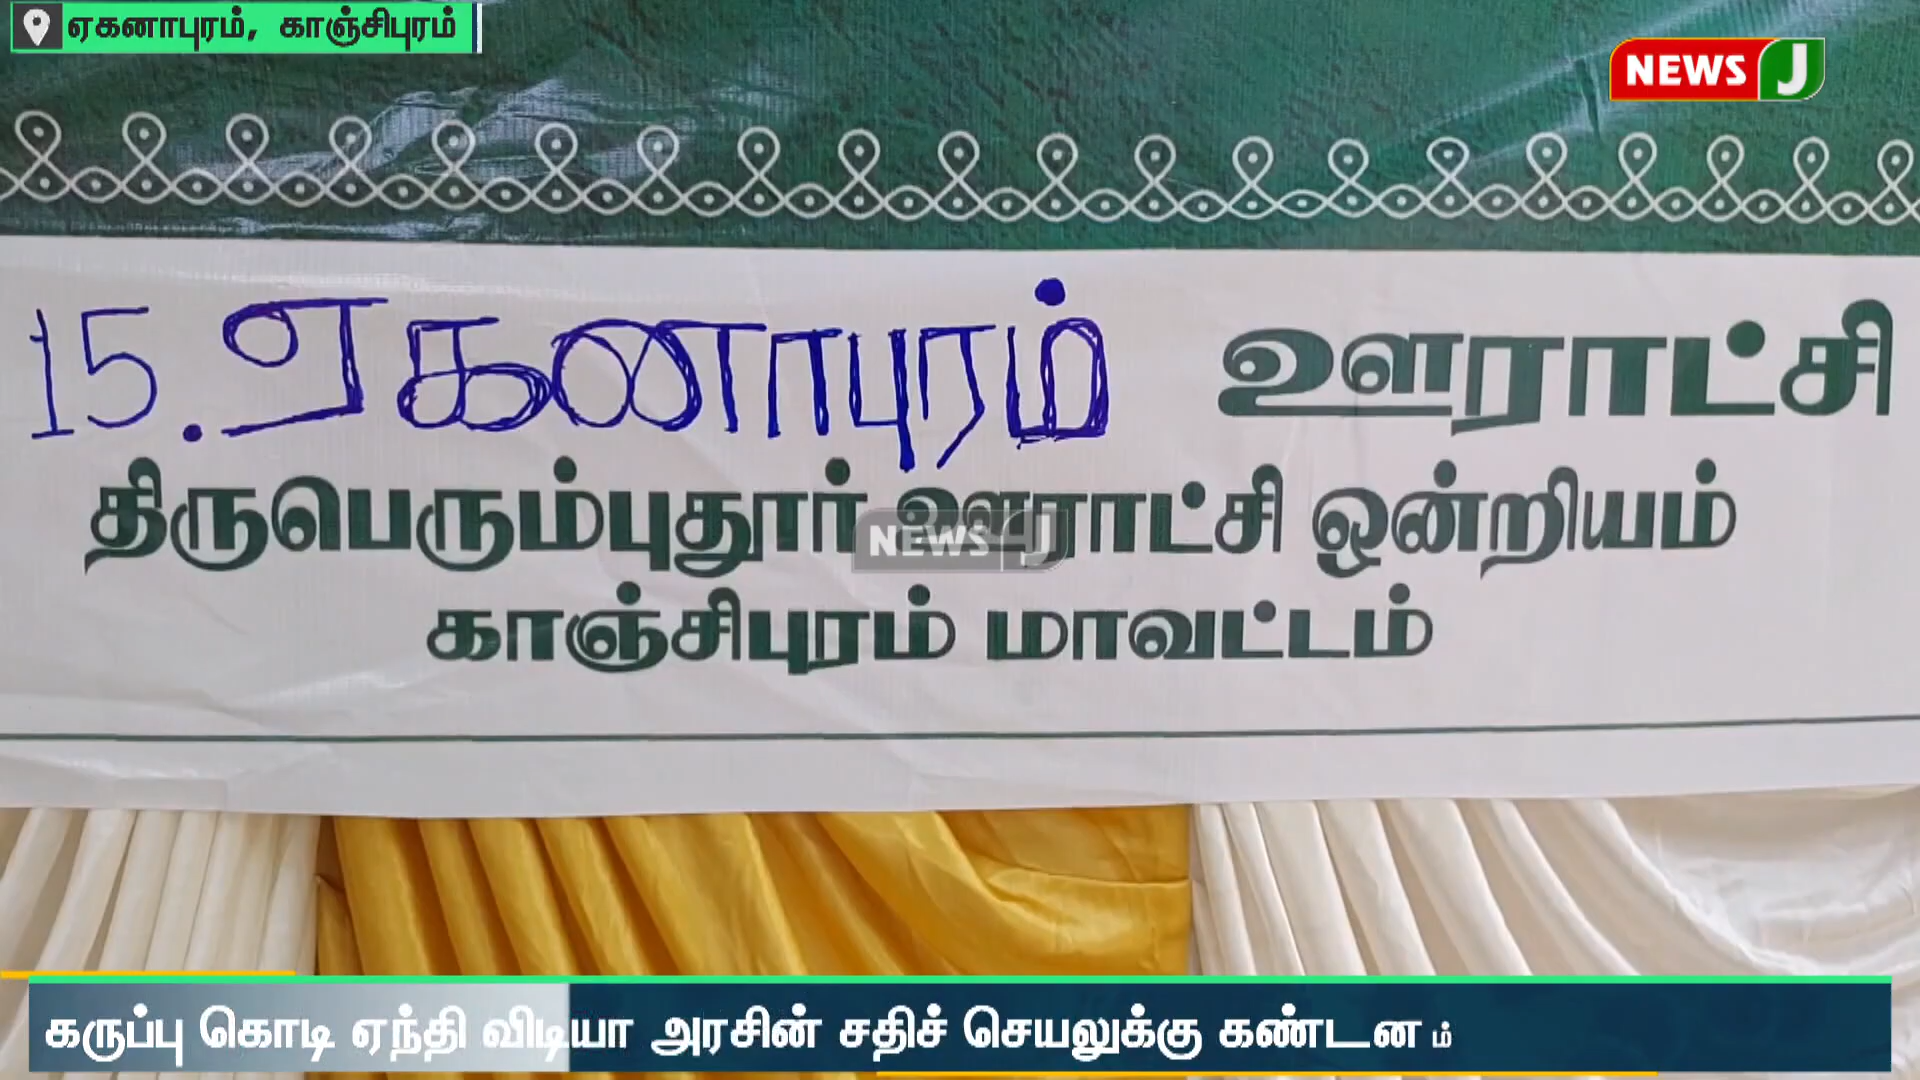 ஏகனாபுரம், காஞ்சிபுரம்
NEWS J
15. ஏகனாபுரம் ஊராட்சி
திருபெரும்புதூர் ஊராட்சி ஒன்றியம்
NEWS J
காஞ்சிபுரம் மாவட்டம்
கருப்பு கொடி ஏந்தி விடியா அரசின் சதிச் செயலுக்கு கண்டனம்